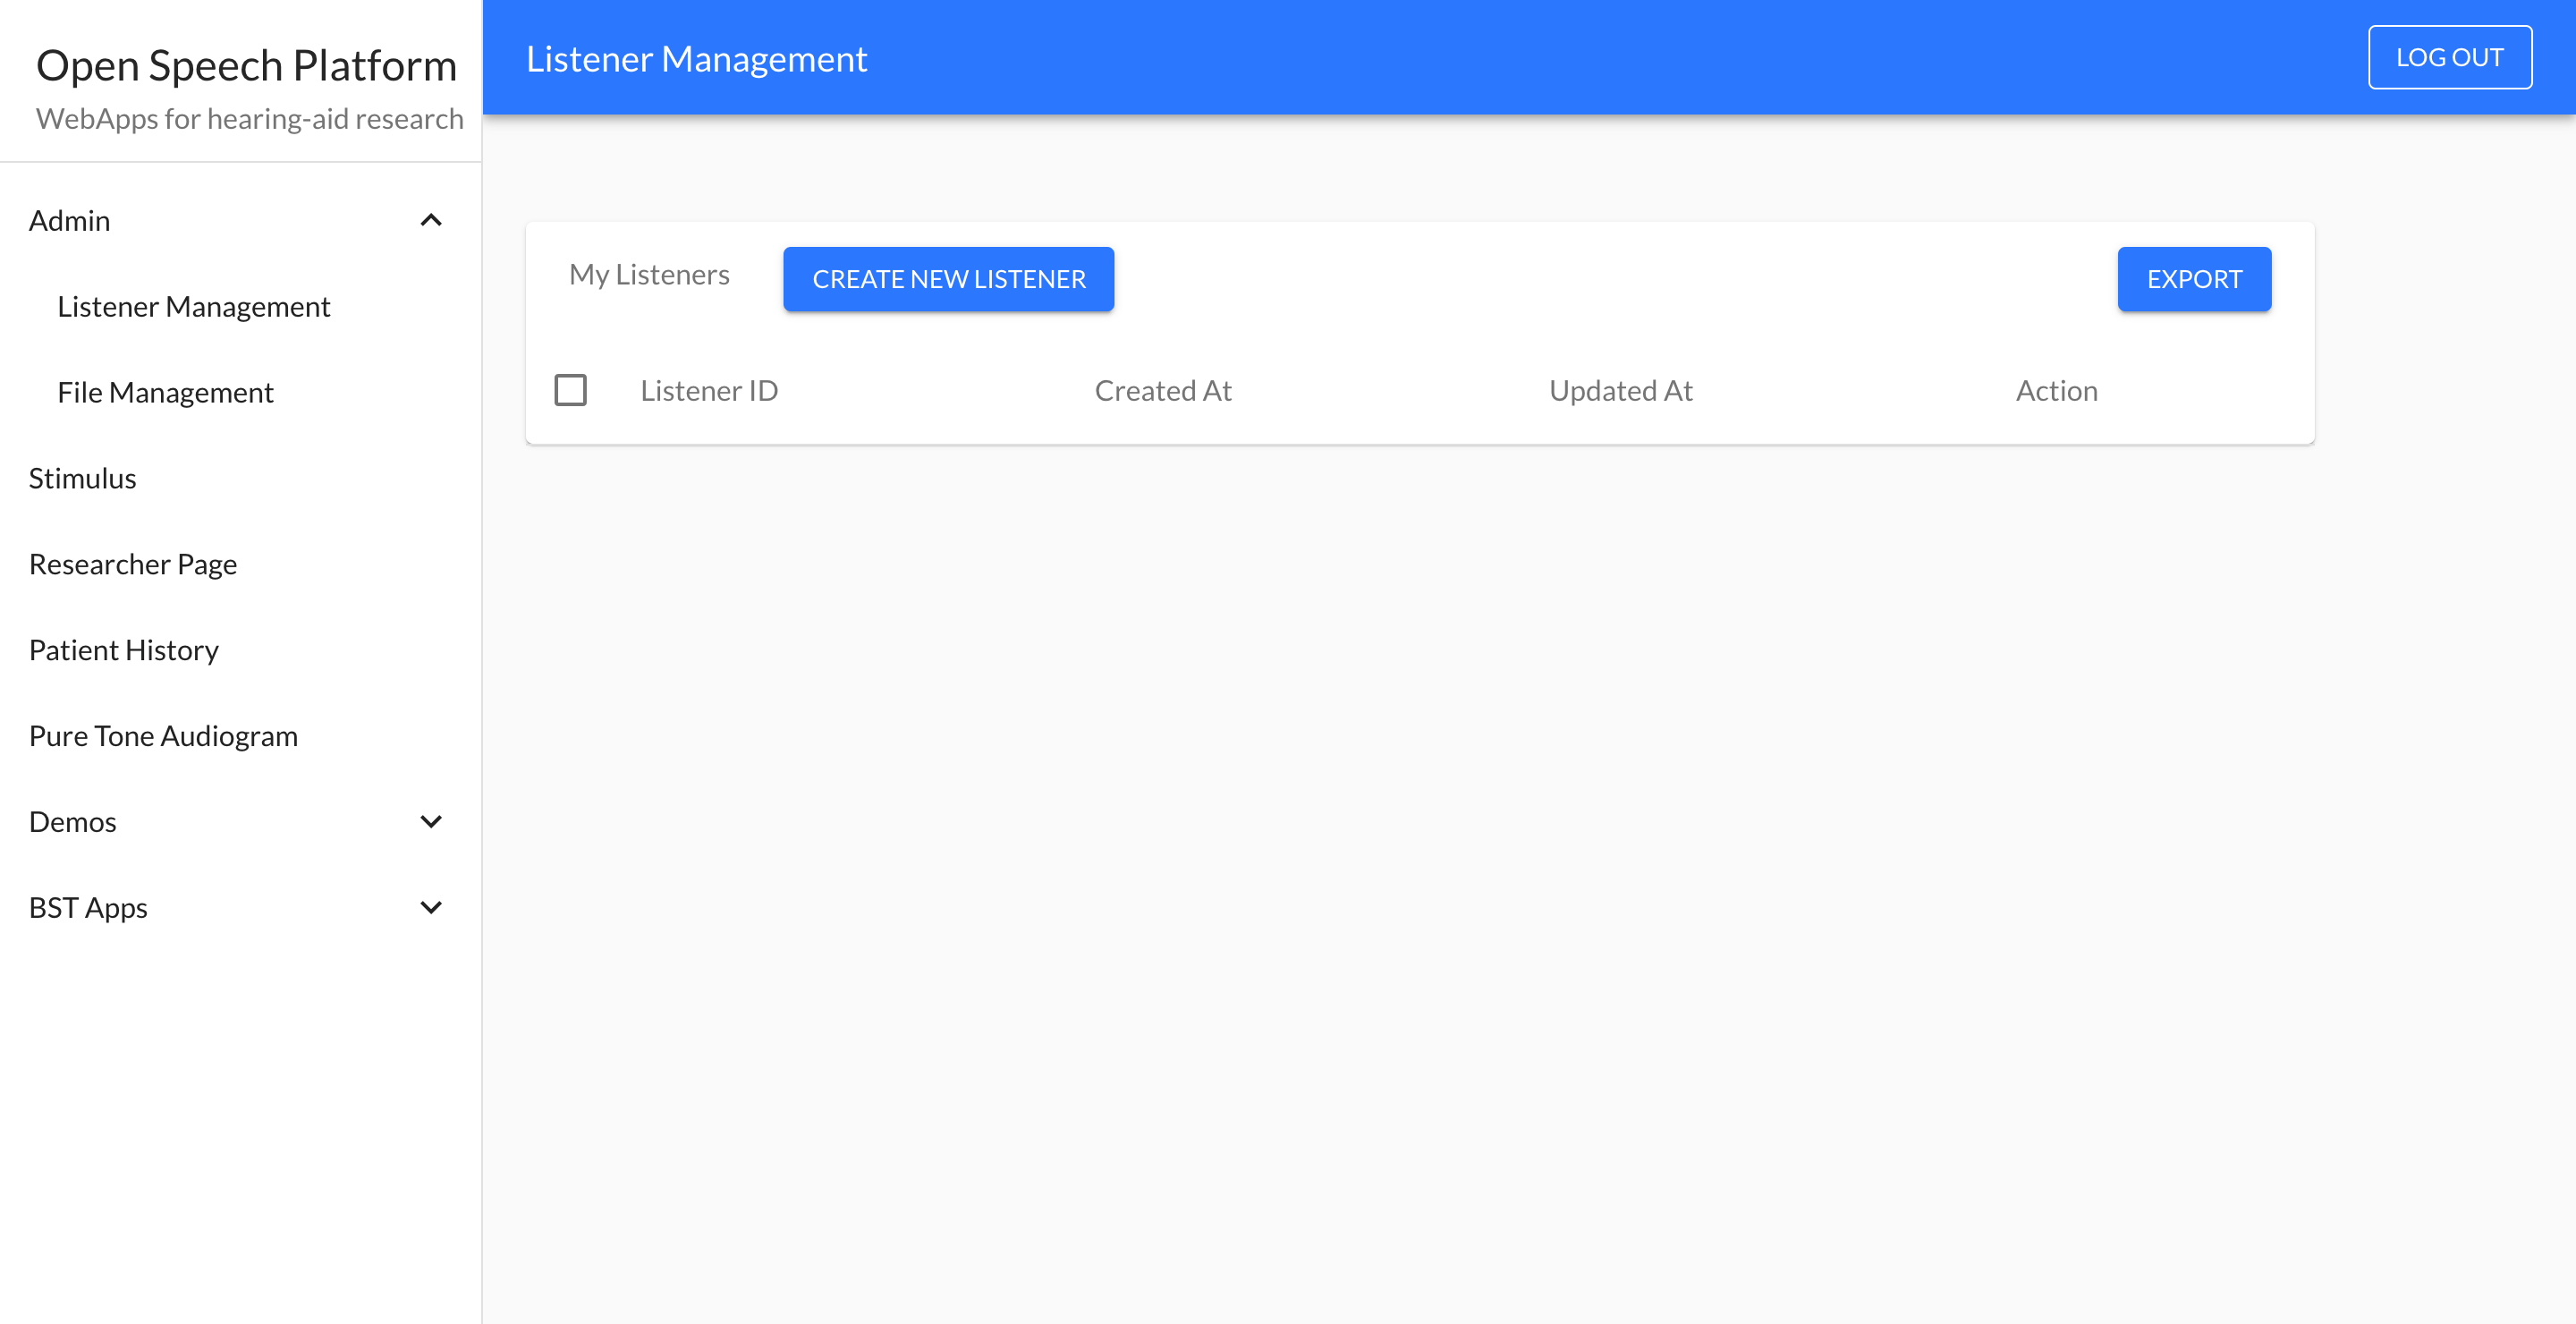 Open Speech Platform
WebApps for hearing-aid research
Admin
Listener Management
File Management
Stimulus
Researcher Page
Patient History
Pure Tone Audiogram
Demos
BST Apps
Listener Management
LOG OUT
My Listeners
CREATE NEW LISTENER
EXPORT
Listener ID
Created At
Updated At
Action